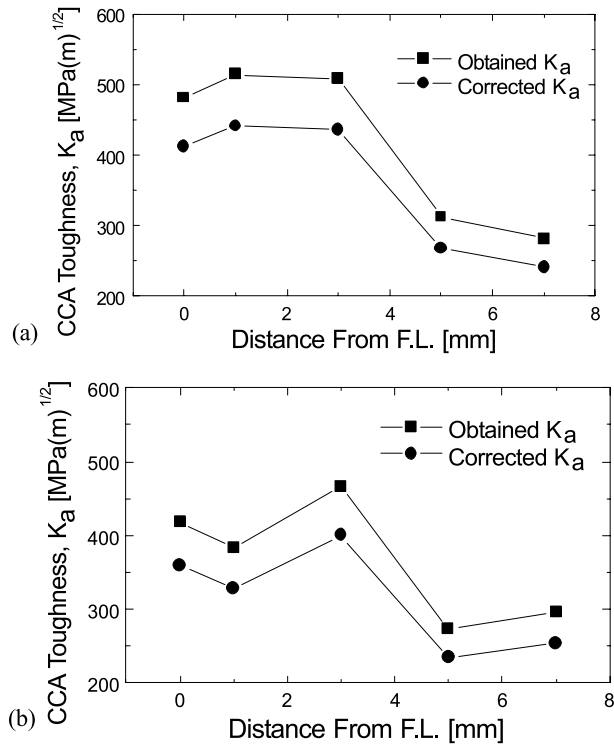 600
500
400
300
200
CCA Toughness, Ka [MPa(m)1/2]
Obtained Ka
Corrected Ka
0 2 4 6 8
Distance From F.L. [mm]
(a)
600
500
400
300
200
CCA Toughness, Ka [MPa(m)1/2]
Obtained Ka
Corrected Ka
0 2 4 6 8
Distance From F.L. [mm]
(b)